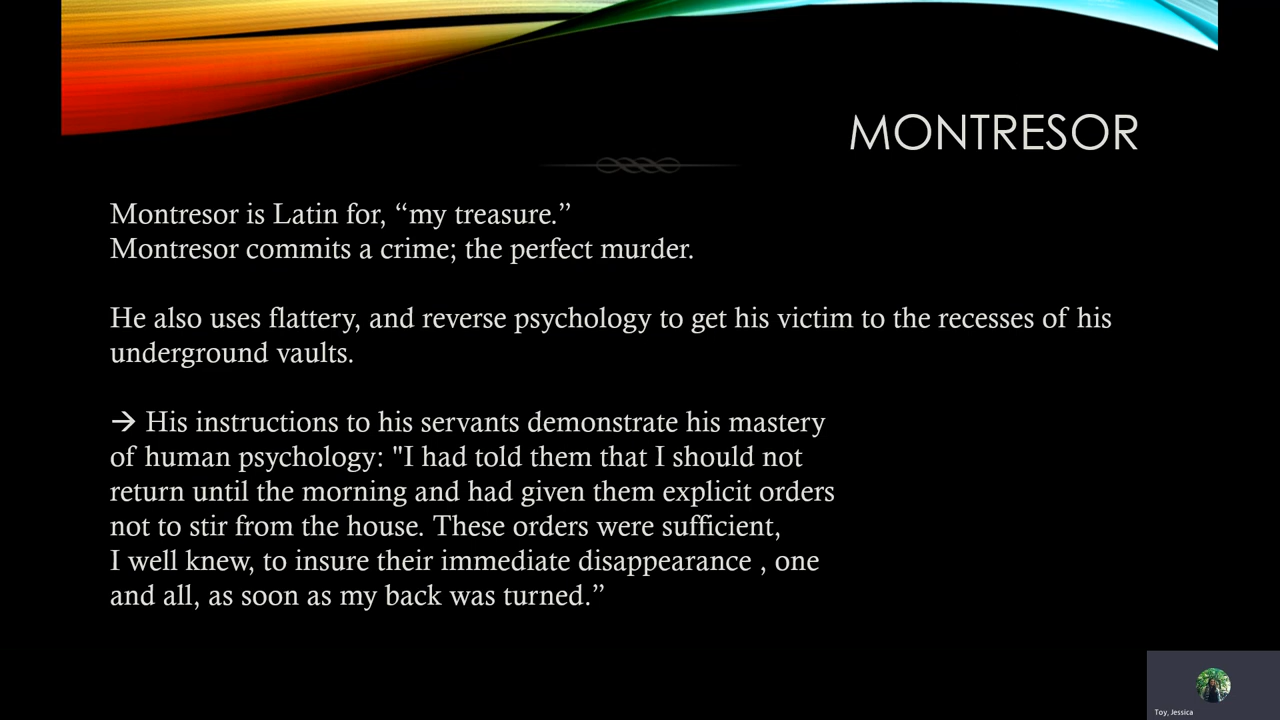 MONTRESOR
Montresor is Latin for, “my treasure.”
Montresor commits a crime; the perfect murder.
He also uses flattery, and reverse psychology to get his victim to the recesses of his
underground vaults.
→ His instructions to his servants demonstrate his mastery
of human psychology: "I had told them that I should not
return until the morning and had given them explicit orders
not to stir from the house. These orders were sufficient,
I well knew, to insure their immediate disappearance , one
and all, as soon as my back was turned.”
Toy, Jessica